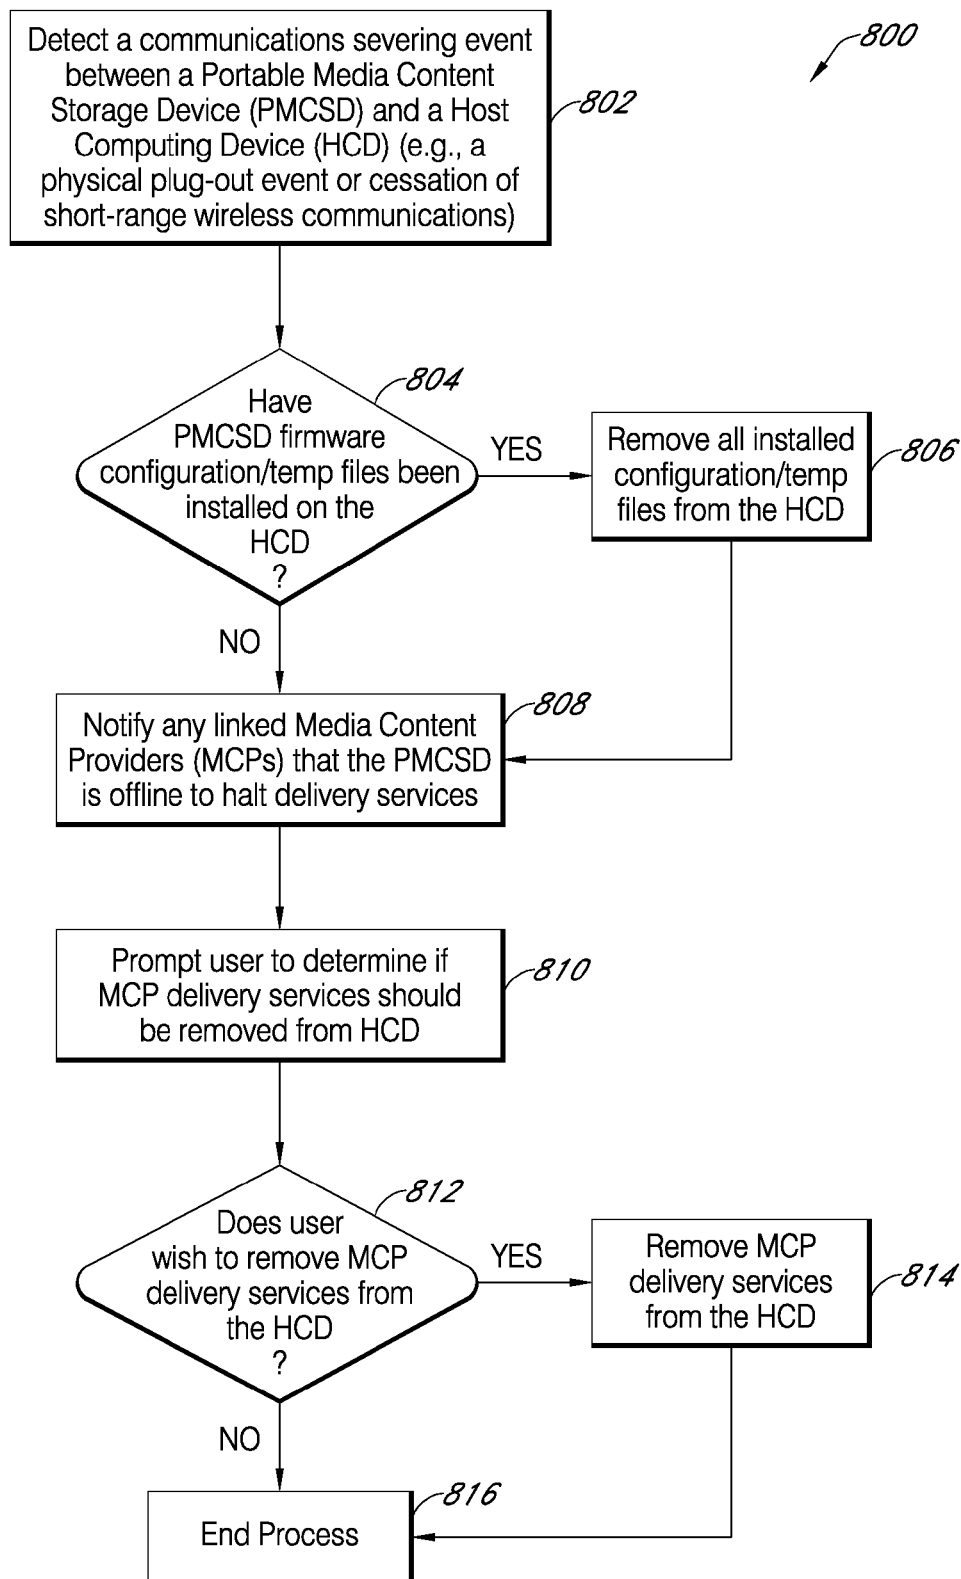 800
Detect a communications severing event
between a Portable Media Content
Storage Device (PMCSD) and a Host
Computing Device (HCD) (e.g., a
physical plug-out event or cessation of
short-range wireless communications)
802
804
Have
PMCSD firmware
configuration/temp files been
installed on the
HCD
?
YES
Remove all installed
configuration/temp
files from the HCD
806
NO
808
Notify any linked Media Content
Providers (MCPs) that the PMCSD
is offline to halt delivery services
Prompt user to determine if
MCP delivery services should
be removed from HCD
810
812
Does user
wish to remove MCP
delivery services from
the HCD
?
YES
Remove MCP
delivery services
from the HCD
814
NO
816
End Process